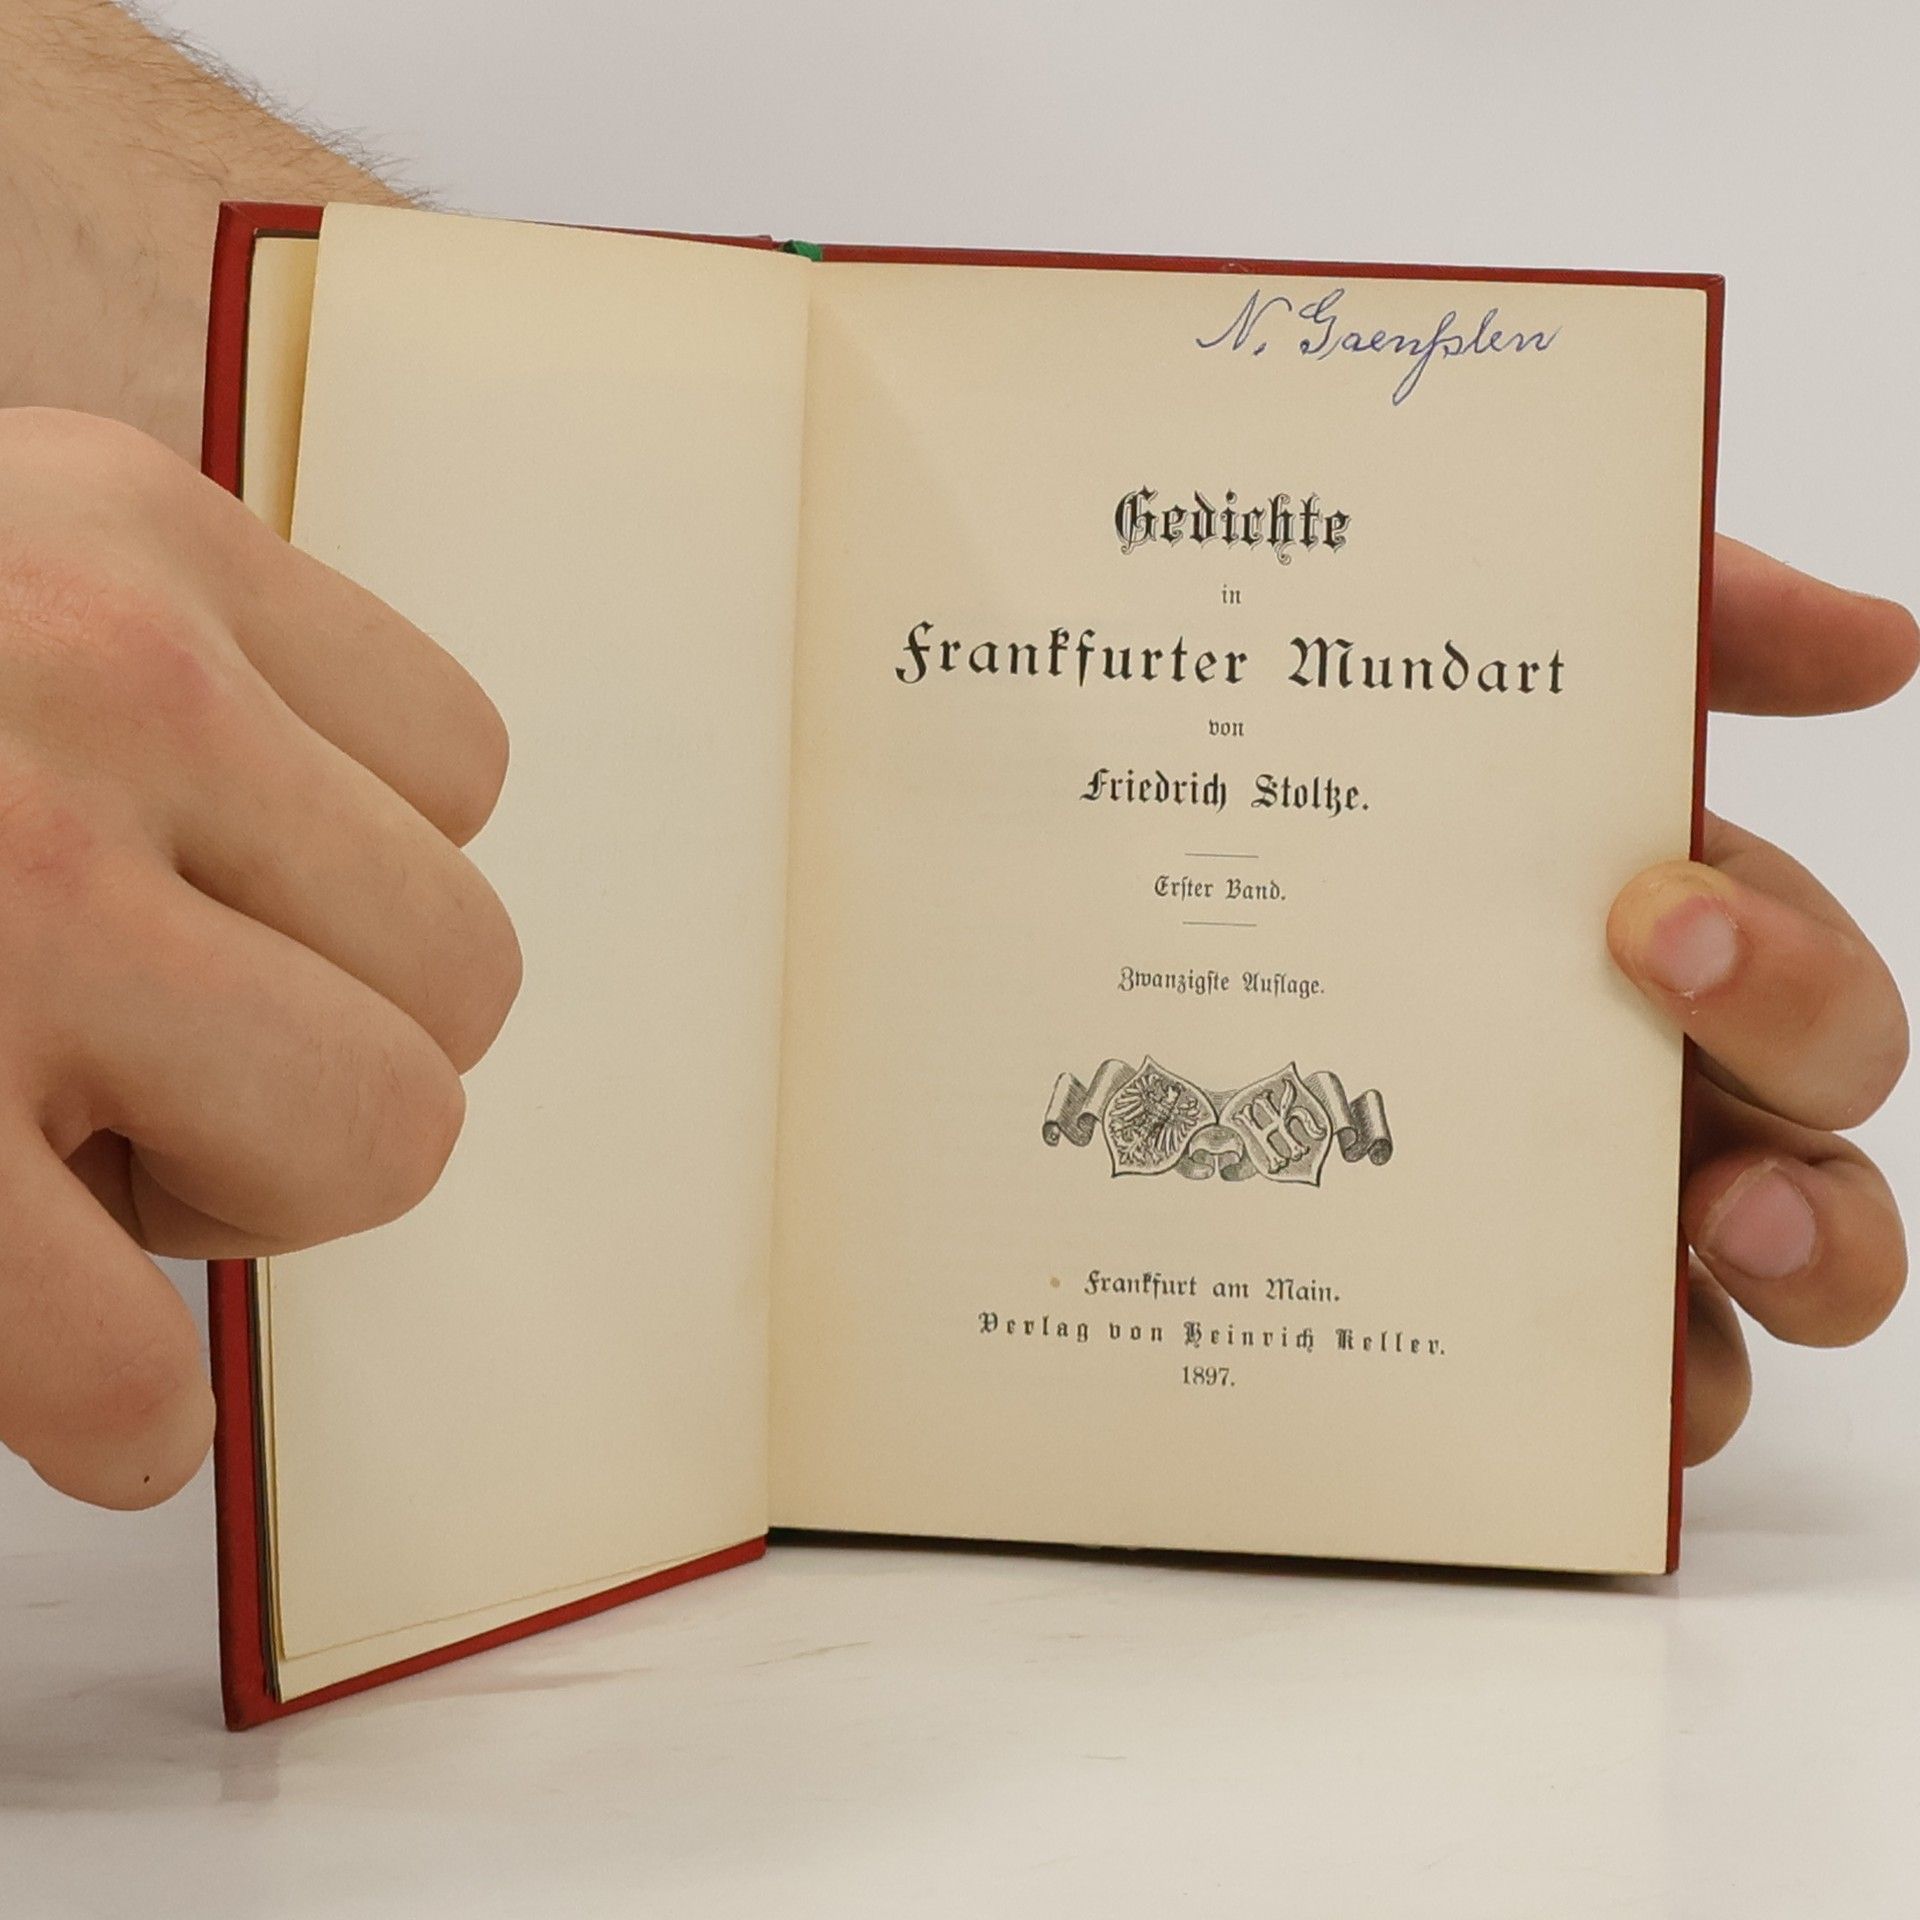 N. Gaenßlen
Gedichte
in
Frankfurter Mundart
von
Friedrich Stoltze.
Erster Band.
Zwanzigste Auflage.
HK
Frankfurt am Main.
Verlag von Heinrich Keller.
1897.